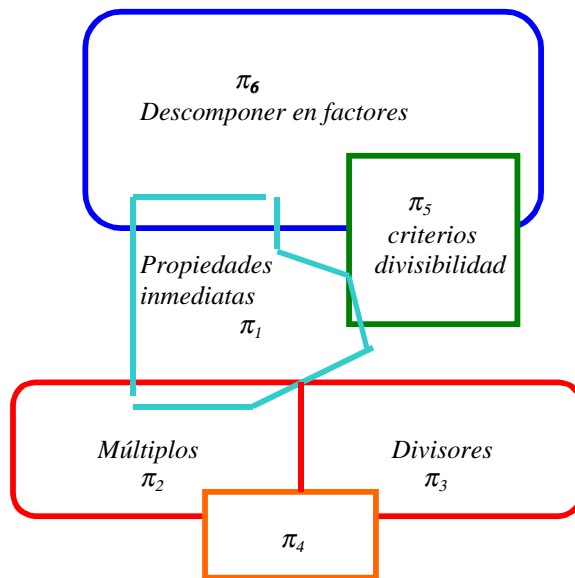 π6
Descomponer en factores
π5
criterios
divisibilidad
Propiedades
inmediatas
π1
Múltiplos
π2
Divisores
π3
π4